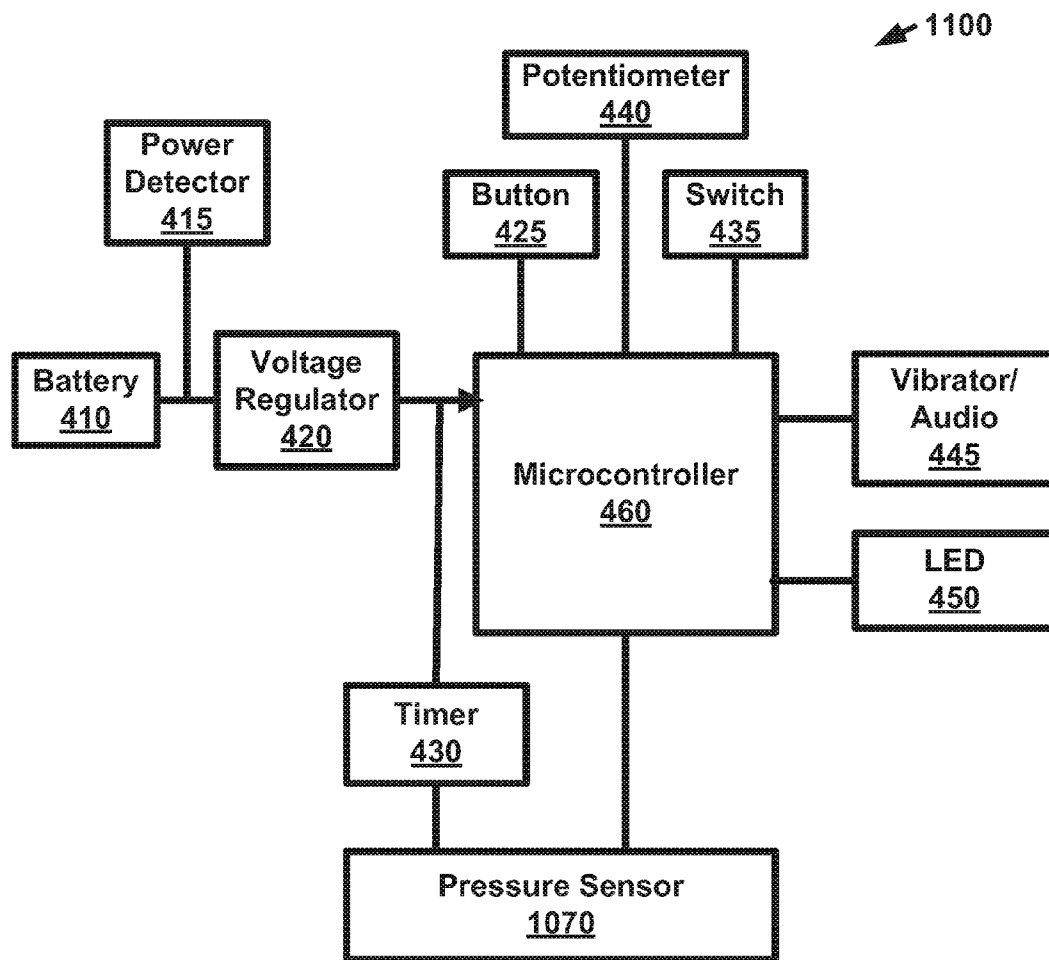 1100
Potentiometer
440
Power
Detector
415
Button
425
Switch
435
Battery
410
Voltage
Regulator
420
Microcontroller
460
Vibrator/
Audio
445
LED
450
Timer
430
Pressure Sensor
1070